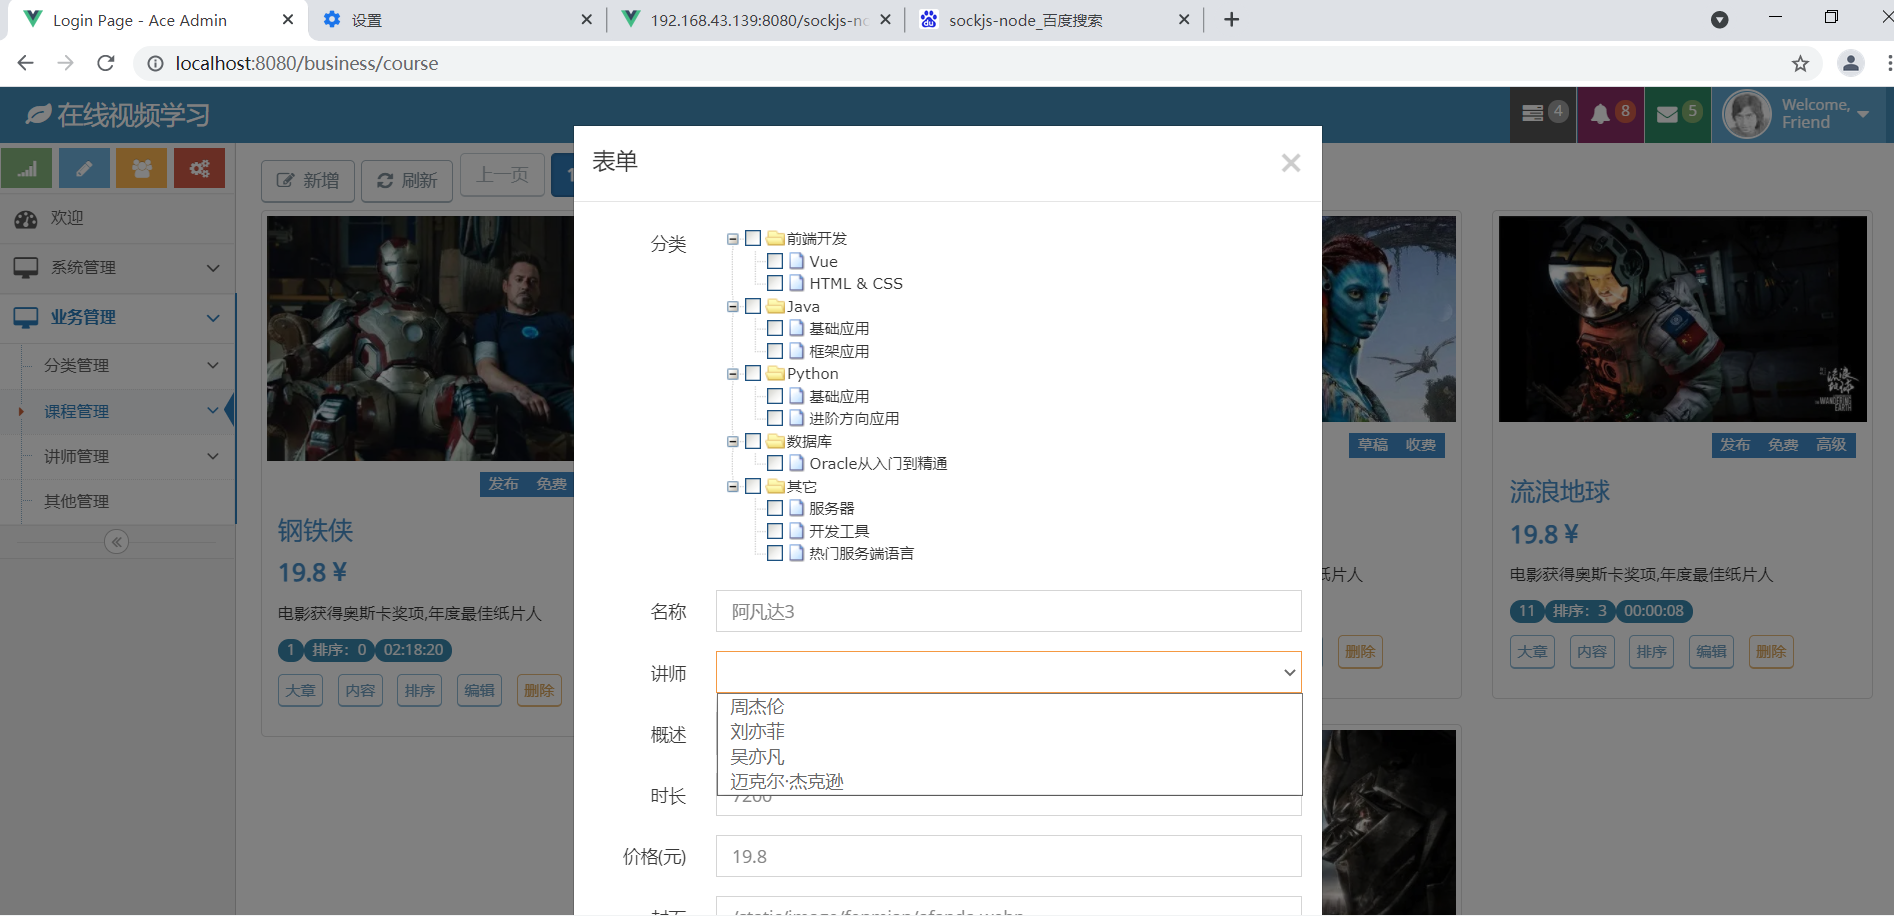 Login Page - Ace Admin
设置
192.168.43.139:8080/sockjs-no
sockjs-node_百度搜索
localhost:8080/business/course
在线视频学习
4
8
5
Welcome,
Friend
新增
刷新
上一页
1
欢迎
系统管理
业务管理
分类管理
课程管理
讲师管理
其他管理
发布 免费
钢铁侠
19.8 ¥
电影获得奥斯卡奖项,年度最佳纸片人
1 排序：0 02:18:20
大章 内容 排序 编辑 删除
表单
分类
前端开发
Vue
HTML & CSS
Java
基础应用
框架应用
Python
基础应用
进阶方向应用
数据库
Oracle从入门到精通
其它
服务器
开发工具
热门服务端语言
名称
阿凡达3
讲师
周杰伦
刘亦菲
吴亦凡
迈克尔·杰克逊
概述
时长
7200
价格(元)
19.8
草稿 收费
纸片人
删除
流浪地球
THE WANDERING
EARTH
发布 免费 高级
流浪地球
19.8 ¥
电影获得奥斯卡奖项,年度最佳纸片人
11 排序：3 00:00:08
大章 内容 排序 编辑 删除